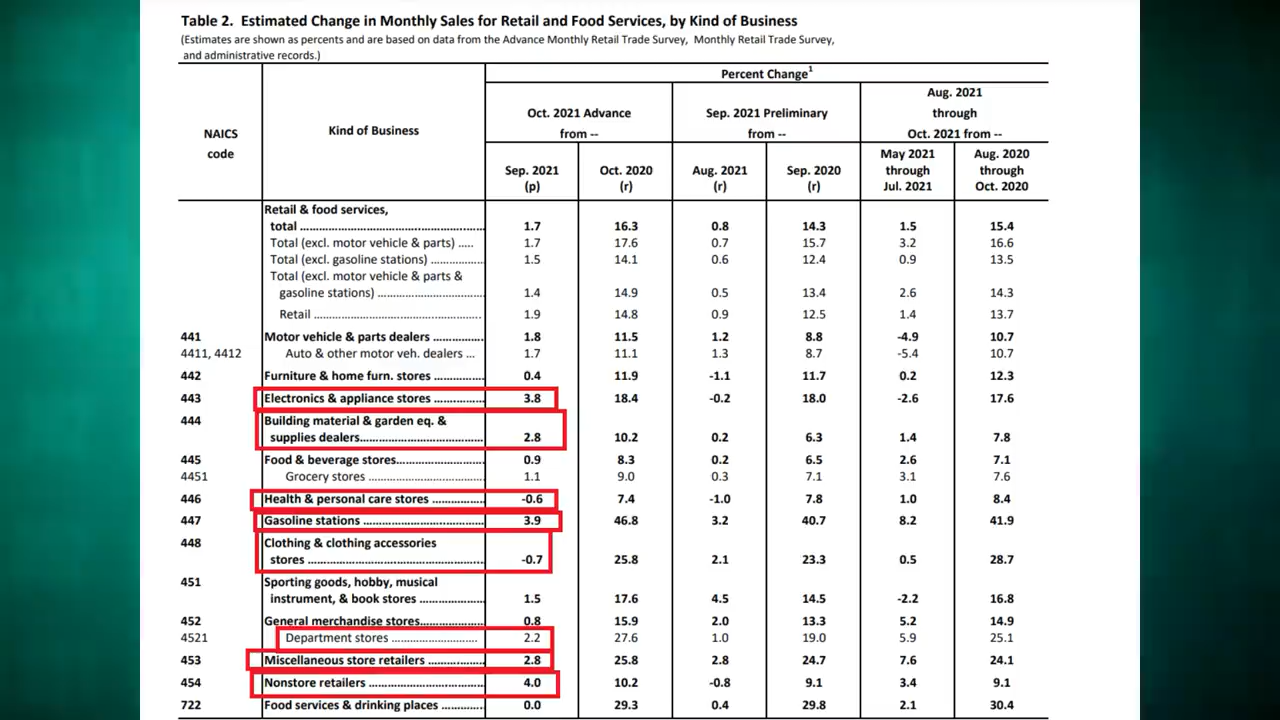 Table 2. Estimated Change in Monthly Sales for Retail and Food Services, by Kind of Business
(Estimates are shown as percents and are based on data from the Advance Monthly Retail Trade Survey, Monthly Retail Trade Survey,
and administrative records.)
NAICS
code
Kind of Business
Percent Change1
Oct. 2021 Advance
from --
Sep. 2021 Preliminary
from --
Aug. 2021
through
Oct. 2021 from --
Sep. 2021
(p)
Oct. 2020
(r)
Aug. 2021
(r)
Sep. 2020
(r)
May 2021
through
Jul. 2021
Aug. 2020
through
Oct. 2020
Retail & food services,
total 1.7 16.3 0.8 14.3 1.5 15.4
Total (excl. motor vehicle & parts) 1.7 17.6 0.7 15.7 3.2 16.6
Total (excl. gasoline stations) 1.5 14.1 0.6 12.4 0.9 13.5
Total (excl. motor vehicle & parts &
gasoline stations) 1.4 14.9 0.5 13.4 2.6 14.3
Retail 1.9 14.8 0.9 12.5 1.4 13.7
441 Motor vehicle & parts dealers 1.8 11.5 1.2 8.8 -4.9 10.7
4411, 4412 Auto & other motor veh. dealers 1.7 11.1 1.3 8.7 -5.4 10.7
442 Furniture & home furn. stores 0.4 11.9 -1.1 11.7 0.2 12.3
443 Electronics & appliance stores 3.8 18.4 -0.2 18.0 -2.6 17.6
444 Building material & garden eq. &
supplies dealers 2.8 10.2 0.2 6.3 1.4 7.8
445 Food & beverage stores 0.9 8.3 0.2 6.5 2.6 7.1
4451 Grocery stores 1.1 9.0 0.3 7.1 3.1 7.6
446 Health & personal care stores -0.6 7.4 -1.0 7.8 1.0 8.4
447 Gasoline stations 3.9 46.8 3.2 40.7 8.2 41.9
448 Clothing & clothing accessories
stores -0.7 25.8 2.1 23.3 0.5 28.7
451 Sporting goods, hobby, musical
instrument, & book stores 1.5 17.6 4.5 14.5 -2.2 16.8
452 General merchandise stores 0.8 15.9 2.0 13.3 5.2 14.9
4521 Department stores 2.2 27.6 1.0 19.0 5.9 25.1
453 Miscellaneous store retailers 2.8 25.8 2.8 24.7 7.6 24.1
454 Nonstore retailers 4.0 10.2 -0.8 9.1 3.4 9.1
722 Food services & drinking places 0.0 29.3 0.4 29.8 2.1 30.4